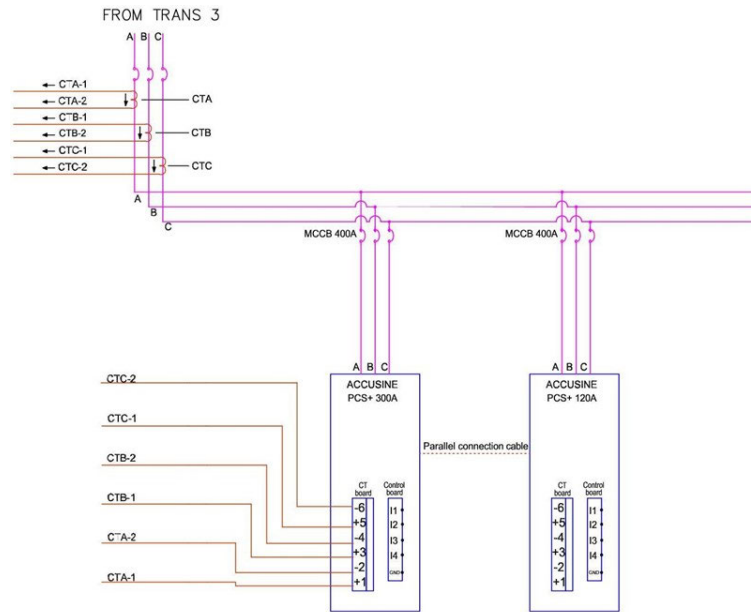 FROM TRANS 3
A B C
CTA-1
CTA-2
CTA
CTB-1
CTB-2
CTB
CTC-1
CTC-2
CTC
A
B
C
MCCB 400A
MCCB 400A
A B C
A B C
CTC-2
ACCUSINE
PCS+ 300A
ACCUSINE
PCS+ 120A
CTC-1
Parallel connection cable
CTB-2
CT
board
Control
board
CT
board
Control
board
CTB-1
-6
+5
-4
+3
-2
+1
I1
I2
I3
I4
GND
-6
+5
-4
+3
-2
+1
I1
I2
I3
I4
GND
CTA-2
CTA-1